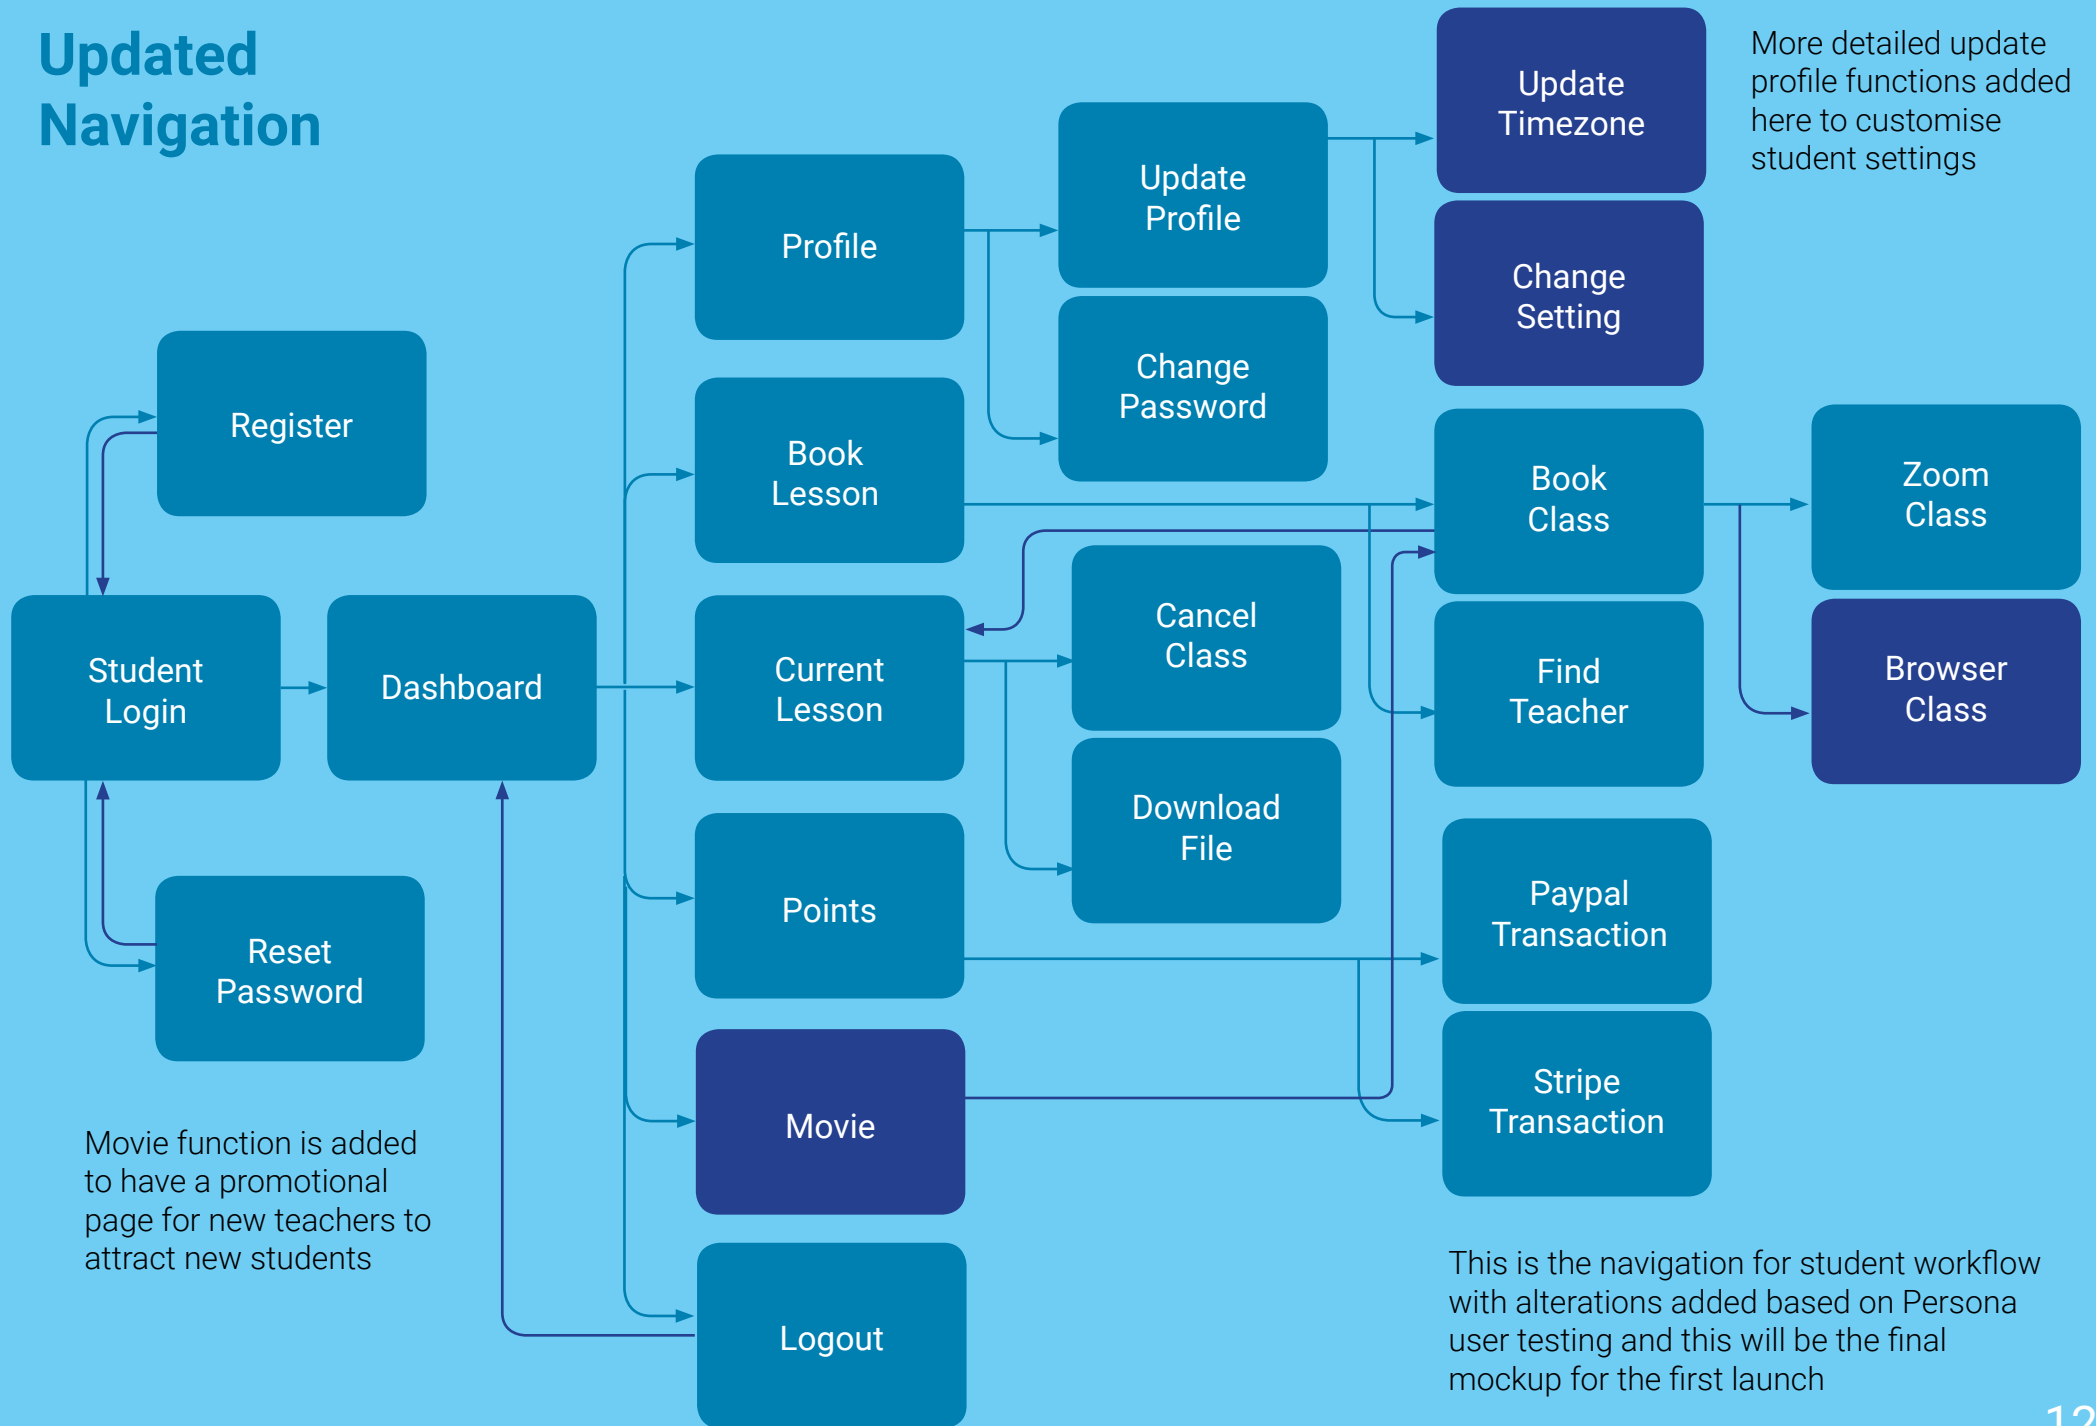 Updated
Navigation
Update
Timezone
More detailed update
profile functions added
here to customise
student settings
Profile
Update
Profile
Change
Setting
Register
Book
Lesson
Change
Password
Book
Class
Zoom
Class
Student
Login
Dashboard
Current
Lesson
Cancel
Class
Find
Teacher
Browser
Class
Download
File
Reset
Password
Points
Paypal
Transaction
Movie
Stripe
Transaction
Movie function is added
to have a promotional
page for new teachers to
attract new students
Logout
This is the navigation for student workflow
with alterations added based on Persona
user testing and this will be the final
mockup for the first launch
12